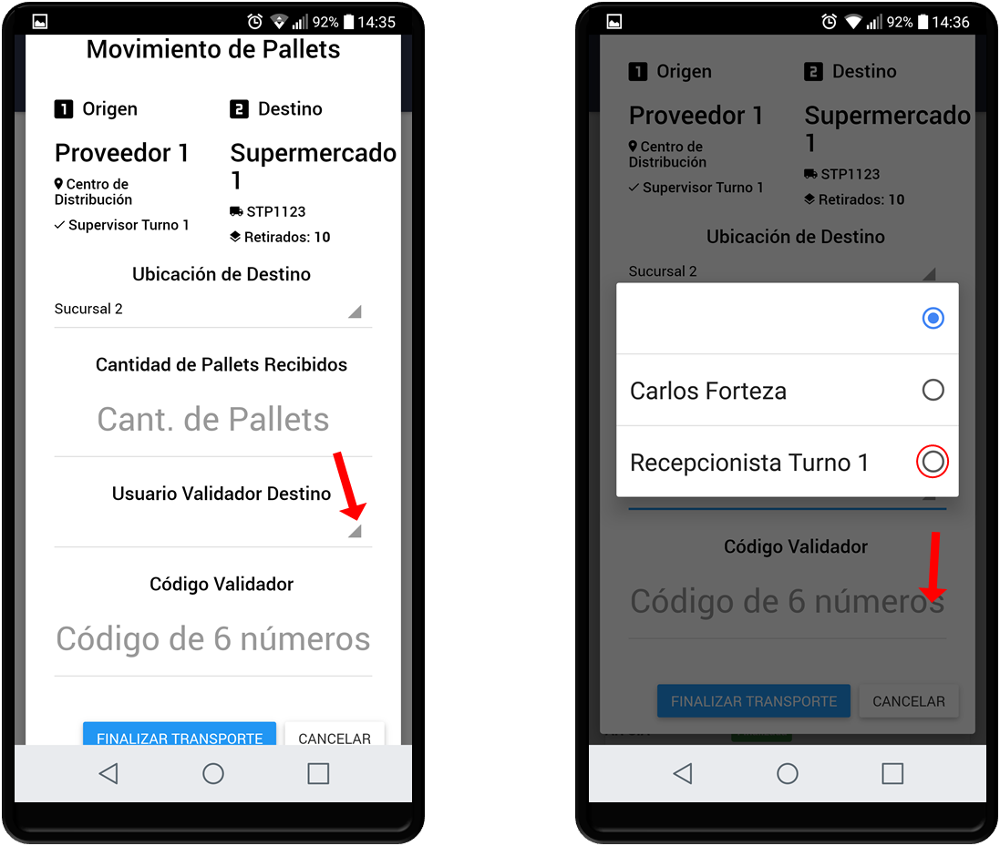 92% 14:35
Movimiento de Pallets
1 Origen
2 Destino
Proveedor 1
Centro de
Distribución
Supervisor Turno 1
Supermercado
1
STP1123
Retirados: 10
Ubicación de Destino
Sucursal 2
Cantidad de Pallets Recibidos
Cant. de Pallets
Usuario Validador Destino
Código Validador
Código de 6 números
FINALIZAR TRANSPORTE
CANCELAR
92% 14:36
1 Origen
2 Destino
Proveedor 1
Centro de
Distribución
Supervisor Turno 1
Supermercado
1
STP1123
Retirados: 10
Ubicación de Destino
Sucursal 2
Carlos Forteza
Recepcionista Turno 1
Código Validador
Código de 6 números
FINALIZAR TRANSPORTE
CANCELAR